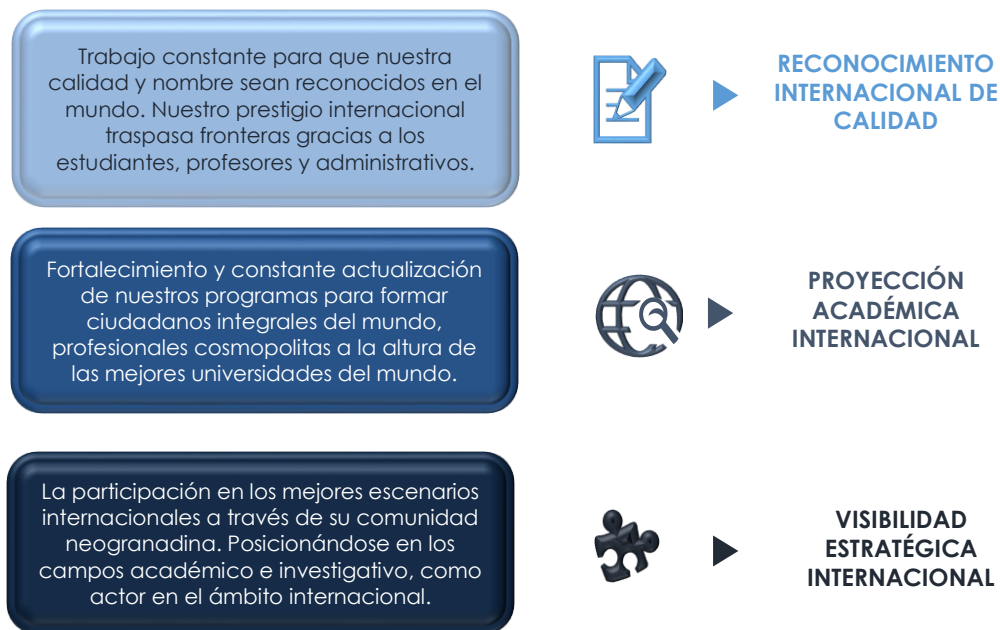 Trabajo constante para que nuestra
calidad y nombre sean reconocidos en el
mundo. Nuestro prestigio internacional
traspasa fronteras gracias a los
estudiantes, profesores y administrativos.
RECONOCIMIENTO
INTERNACIONAL DE
CALIDAD
Fortalecimiento y constante actualización
de nuestros programas para formar
ciudadanos integrales del mundo,
profesionales cosmopolitas a la altura de
las mejores universidades del mundo.
PROYECCIÓN
ACADÉMICA
INTERNACIONAL
La participación en los mejores escenarios
internacionales a través de su comunidad
neogranadina. Posicionándose en los
campos académico e investigativo, como
actor en el ámbito internacional.
VISIBILIDAD
ESTRATÉGICA
INTERNACIONAL